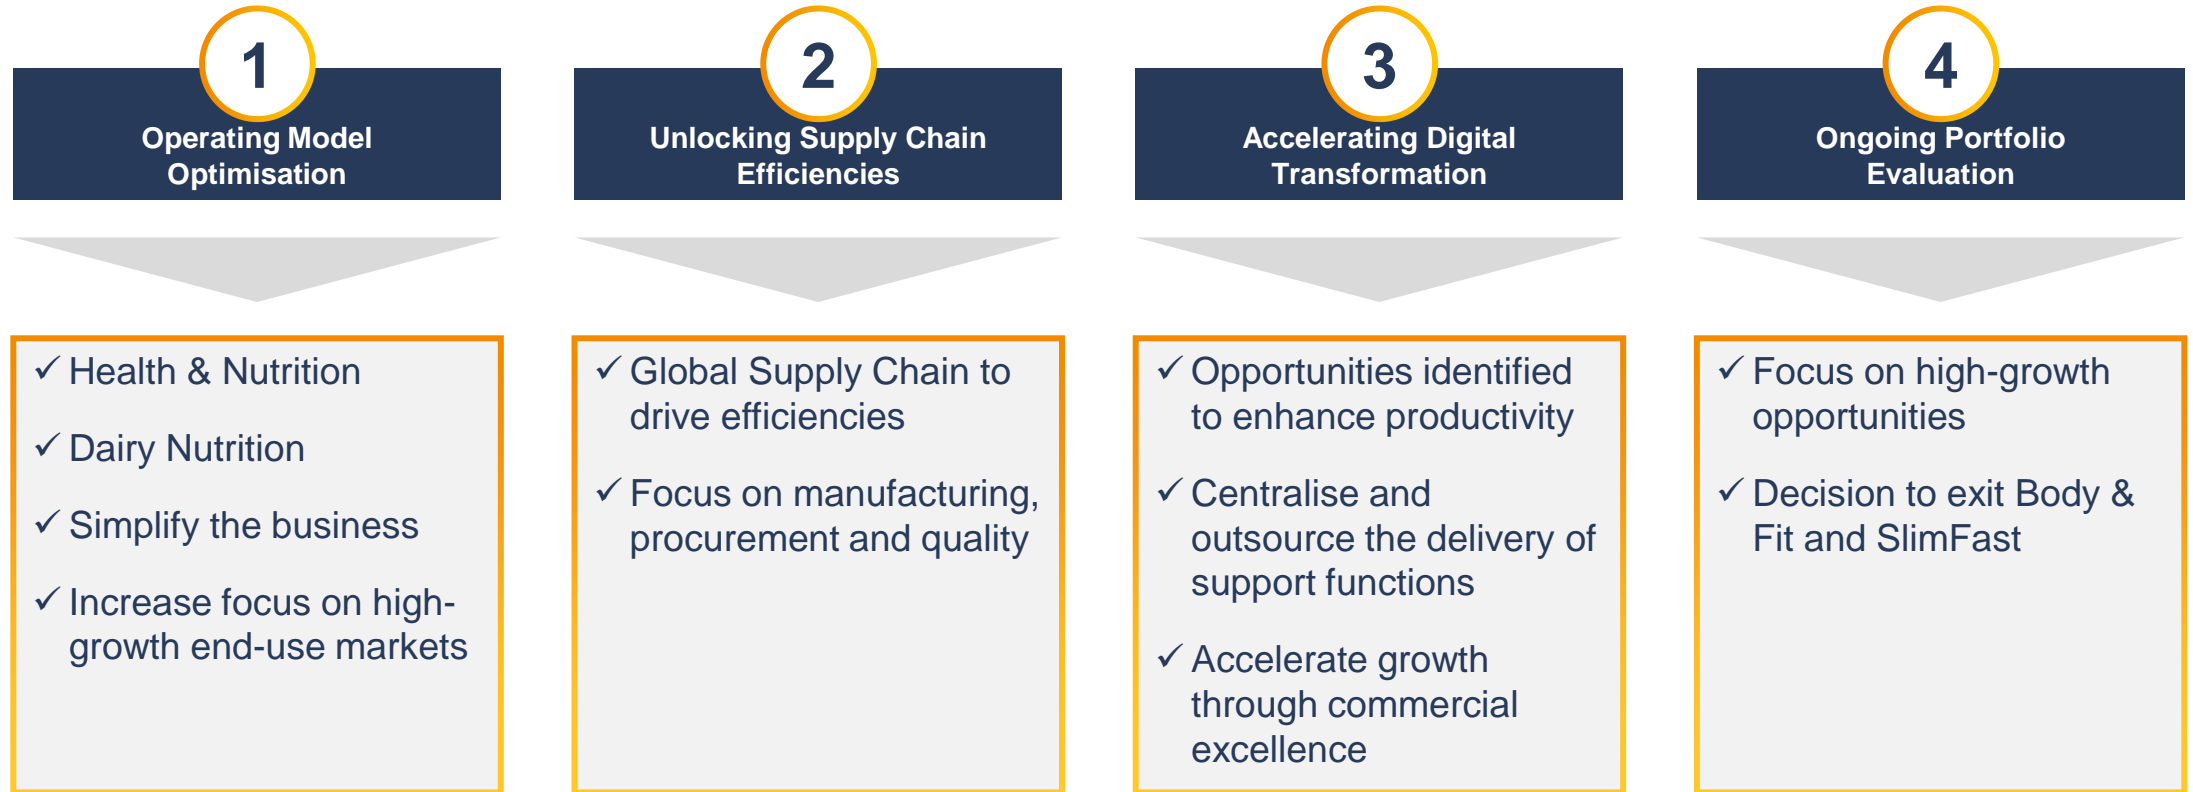 1
Operating Model
Optimisation
✓ Health & Nutrition
✓ Dairy Nutrition
✓ Simplify the business
✓ Increase focus on high-
growth end-use markets
2
Unlocking Supply Chain
Efficiencies
✓ Global Supply Chain to
drive efficiencies
✓ Focus on manufacturing,
procurement and quality
3
Accelerating Digital
Transformation
✓ Opportunities identified
to enhance productivity
✓ Centralise and
outsource the delivery of
support functions
✓ Accelerate growth
through commercial
excellence
4
Ongoing Portfolio
Evaluation
✓ Focus on high-growth
opportunities
✓ Decision to exit Body &
Fit and SlimFast